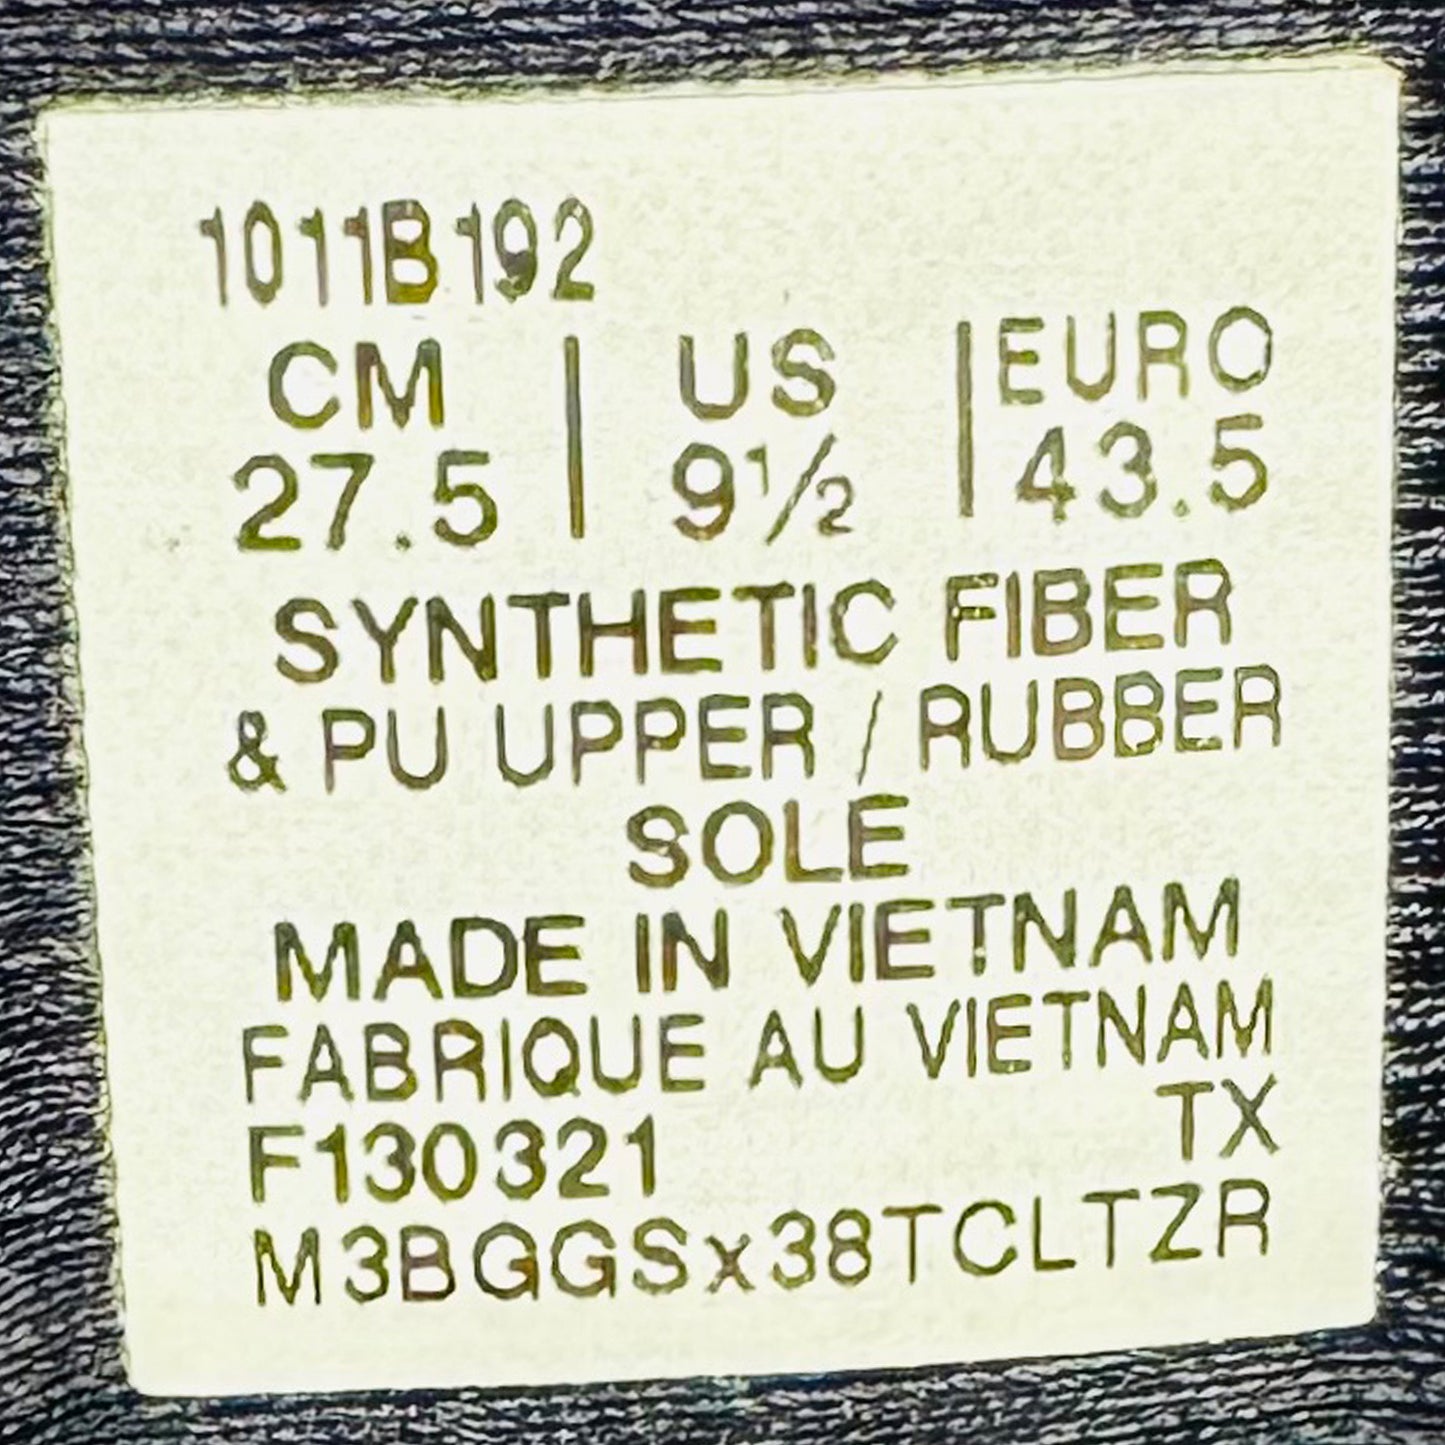 1011B192
CM | US | EURO
27.5 | 9½ | 43.5
SYNTHETIC FIBER
& PU UPPER / RUBBER
SOLE
MADE IN VIETNAM
FABRIQUE AU VIETNAM
F130321 TX
M3BGGSx38TCLTZR